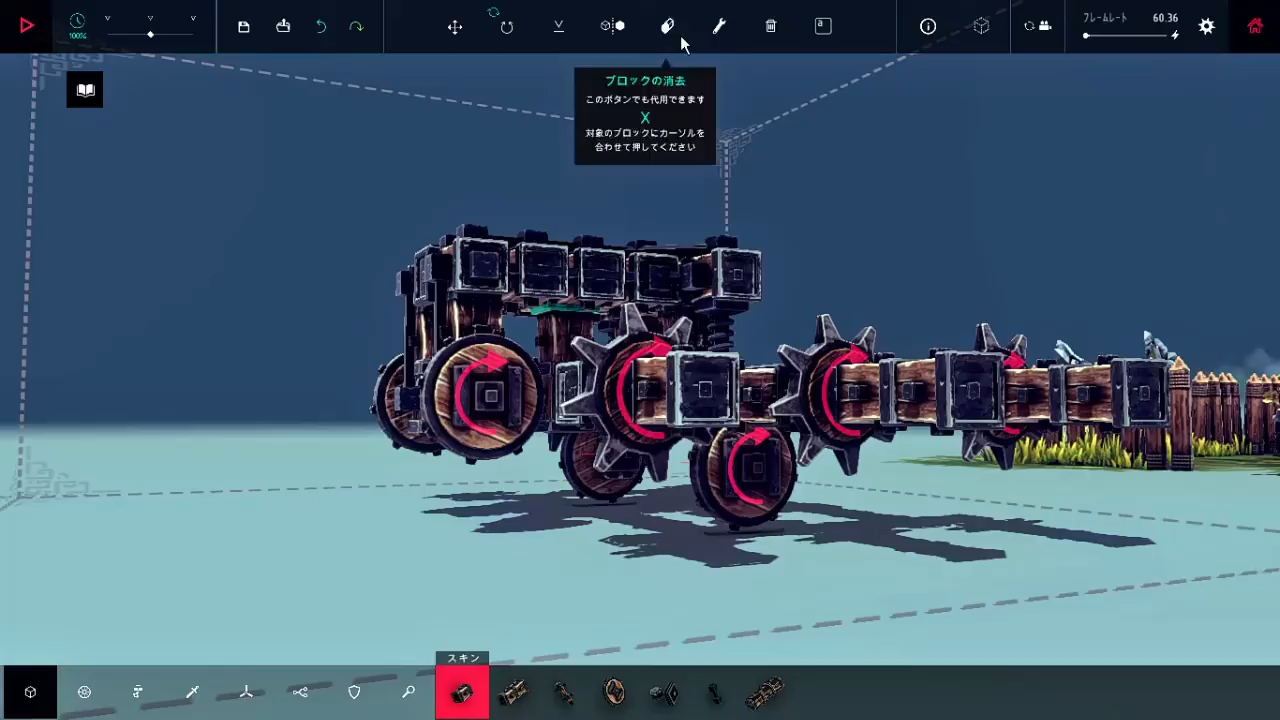 100%
フレームレート 60.36
a
ブロックの消去
このボタンでも代用できます
X
対象のブロックにカーソルを
合わせて押してください
スキン